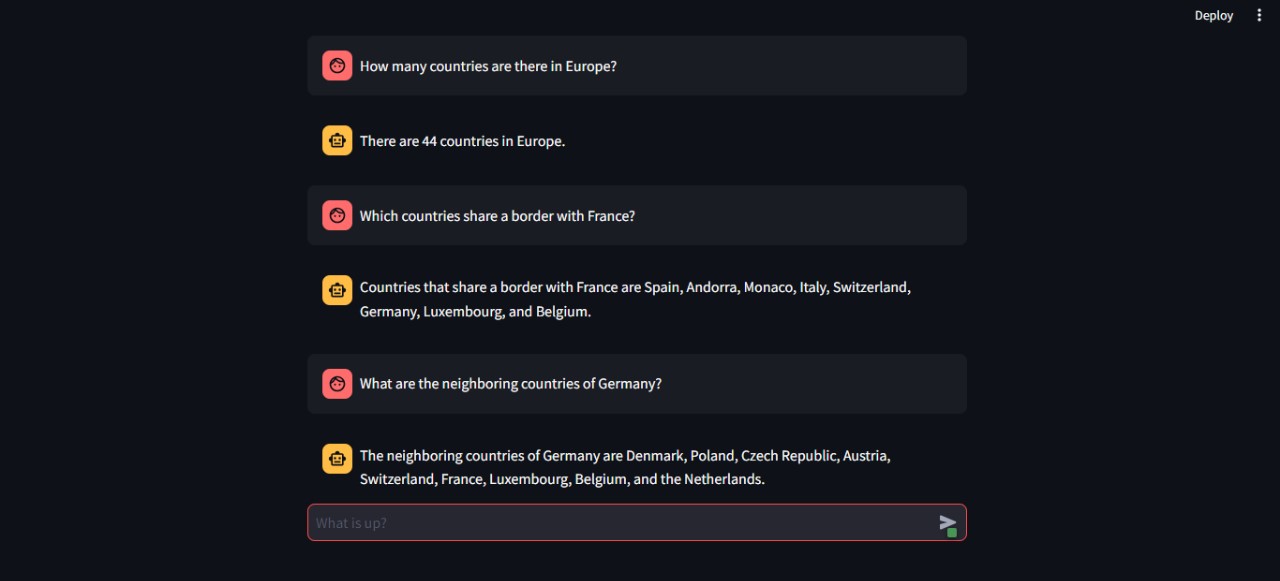 Deploy
How many countries are there in Europe?
There are 44 countries in Europe.
Which countries share a border with France?
Countries that share a border with France are Spain, Andorra, Monaco, Italy, Switzerland,
Germany, Luxembourg, and Belgium.
What are the neighboring countries of Germany?
The neighboring countries of Germany are Denmark, Poland, Czech Republic, Austria,
Switzerland, France, Luxembourg, Belgium, and the Netherlands.
What is up?